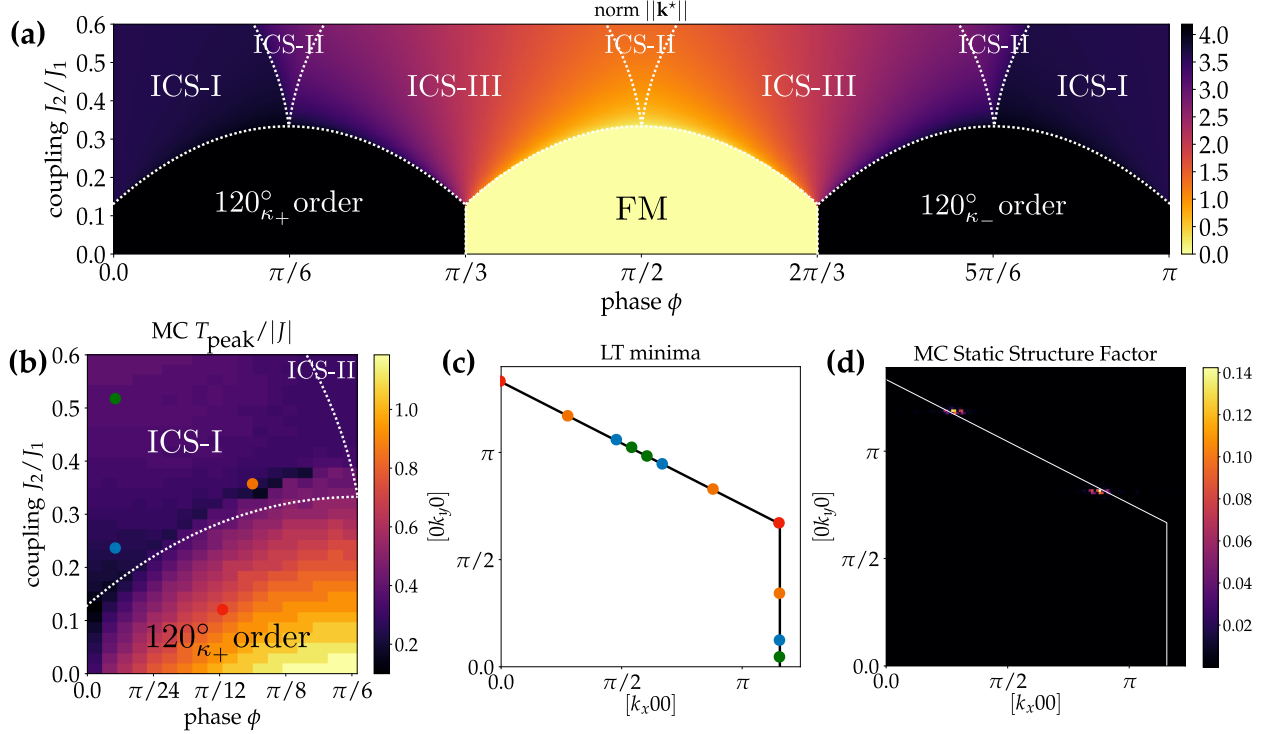 (a)
norm ||k*||
coupling J₂/J₁
0.6
0.5
0.4
0.3
0.2
0.1
0.0
ICS-I
ICS-II
ICS-III
ICS-II
ICS-III
ICS-II
ICS-I
120°κ₊ order
FM
120°κ₋ order
0.0
π/6
π/3
π/2
2π/3
5π/6
π
phase ϕ
4.0
3.5
3.0
2.5
2.0
1.5
1.0
0.5
0.0
(b)
MC Tpeak/|J|
coupling J₂/J₁
0.6
0.5
0.4
0.3
0.2
0.1
0.0
ICS-II
ICS-I
120°κ₊ order
0.0
π/24
π/12
π/8
π/6
phase ϕ
1.0
0.8
0.6
0.4
0.2
(c)
LT minima
[0k_y0]
π
π/2
0.0
0.0
π/2
π
[k_x00]
(d)
MC Static Structure Factor
[0k_y0]
π
π/2
0.0
0.0
π/2
π
[k_x00]
0.14
0.12
0.10
0.08
0.06
0.04
0.02